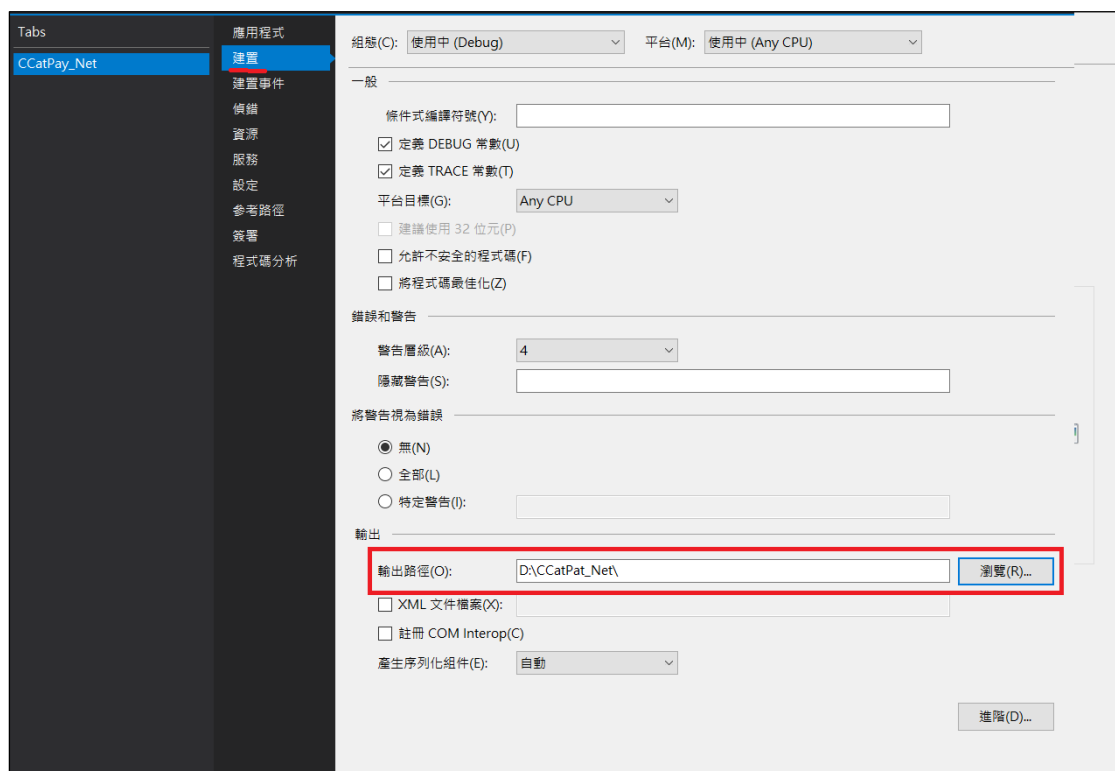 Tabs
CCatPay_Net
應用程式
建置
建置事件
偵錯
資源
服務
設定
參考路徑
簽署
程式碼分析
組態(C): 使用中 (Debug) 平台(M): 使用中 (Any CPU)
一般
條件式編譯符號(Y):
定義 DEBUG 常數(U)
定義 TRACE 常數(T)
平台目標(G): Any CPU
建議使用 32 位元(P)
允許不安全的程式碼(F)
將程式碼最佳化(Z)
錯誤和警告
警告層級(A): 4
隱藏警告(S):
將警告視為錯誤
無(N)
全部(L)
特定警告(I):
輸出
輸出路徑(O): D:\CCatPat_Net\ 瀏覽(R)...
XML 文件檔案(X):
註冊 COM Interop(C)
產生序列化組件(E): 自動
進階(D)...